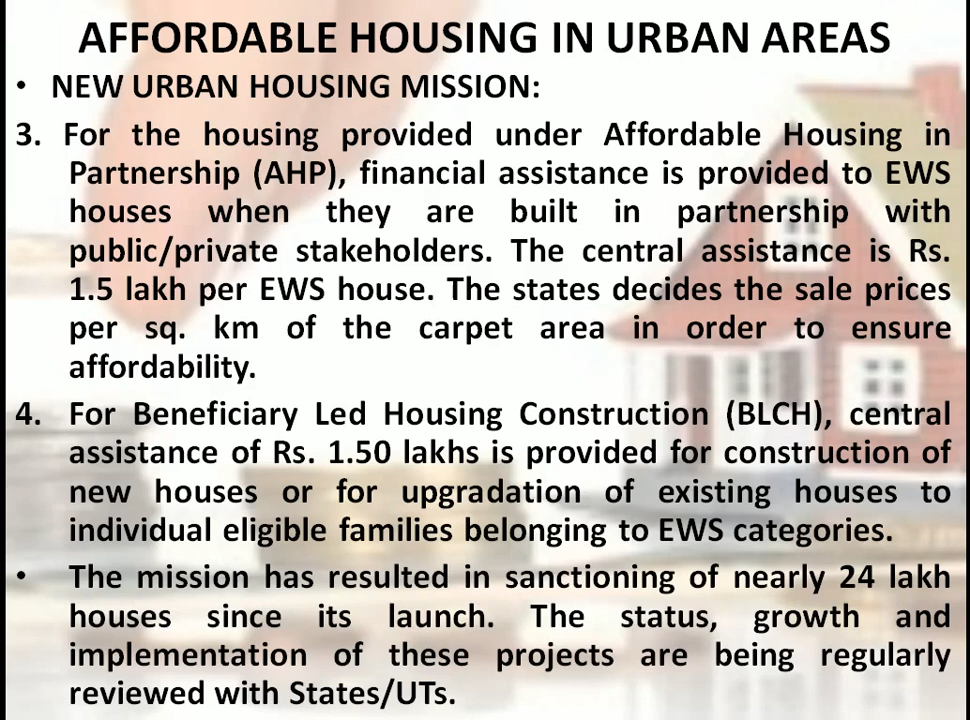 AFFORDABLE HOUSING IN URBAN AREAS
• NEW URBAN HOUSING MISSION:
3. For the housing provided under Affordable Housing in
Partnership (AHP), financial assistance is provided to EWS
houses when they are built in partnership with
public/private stakeholders. The central assistance is Rs.
1.5 lakh per EWS house. The states decides the sale prices
per sq. km of the carpet area in order to ensure
affordability.
4. For Beneficiary Led Housing Construction (BLCH), central
assistance of Rs. 1.50 lakhs is provided for construction of
new houses or for upgradation of existing houses to
individual eligible families belonging to EWS categories.
• The mission has resulted in sanctioning of nearly 24 lakh
houses since its launch. The status, growth and
implementation of these projects are being regularly
reviewed with States/UTs.